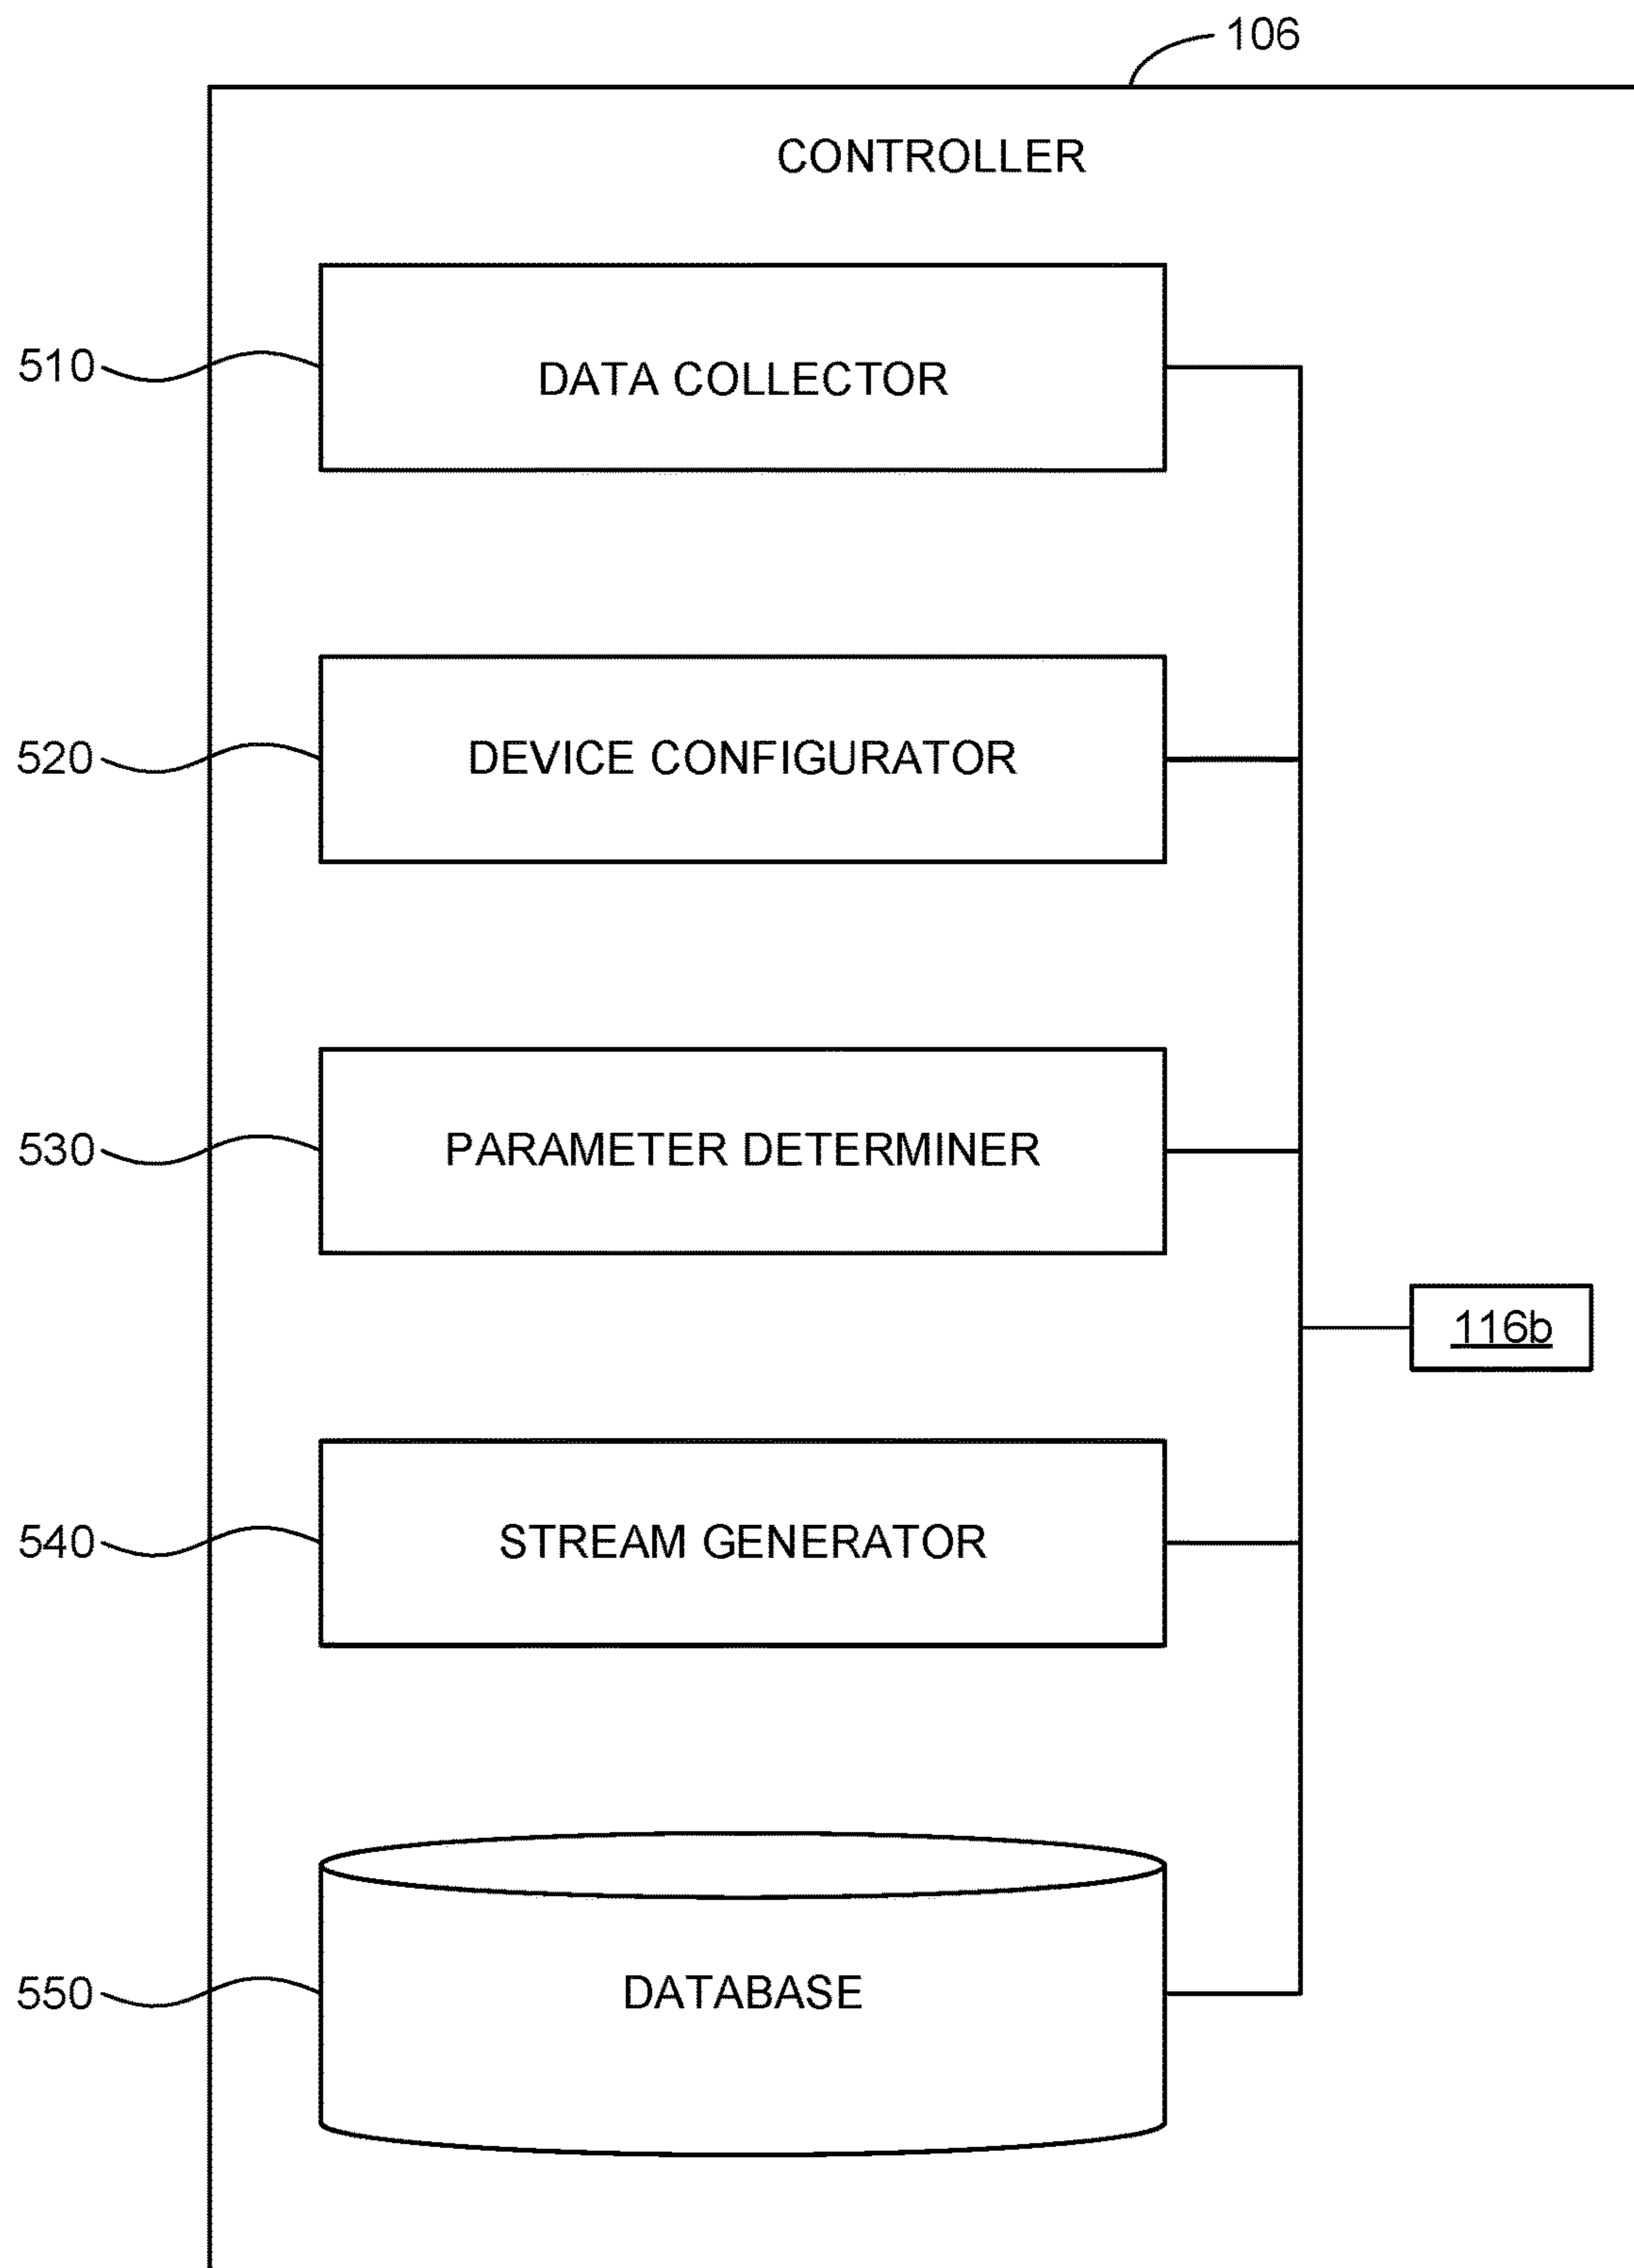 106
CONTROLLER
510
DATA COLLECTOR
520
DEVICE CONFIGURATOR
530
PARAMETER DETERMINER
116b
540
STREAM GENERATOR
550
DATABASE